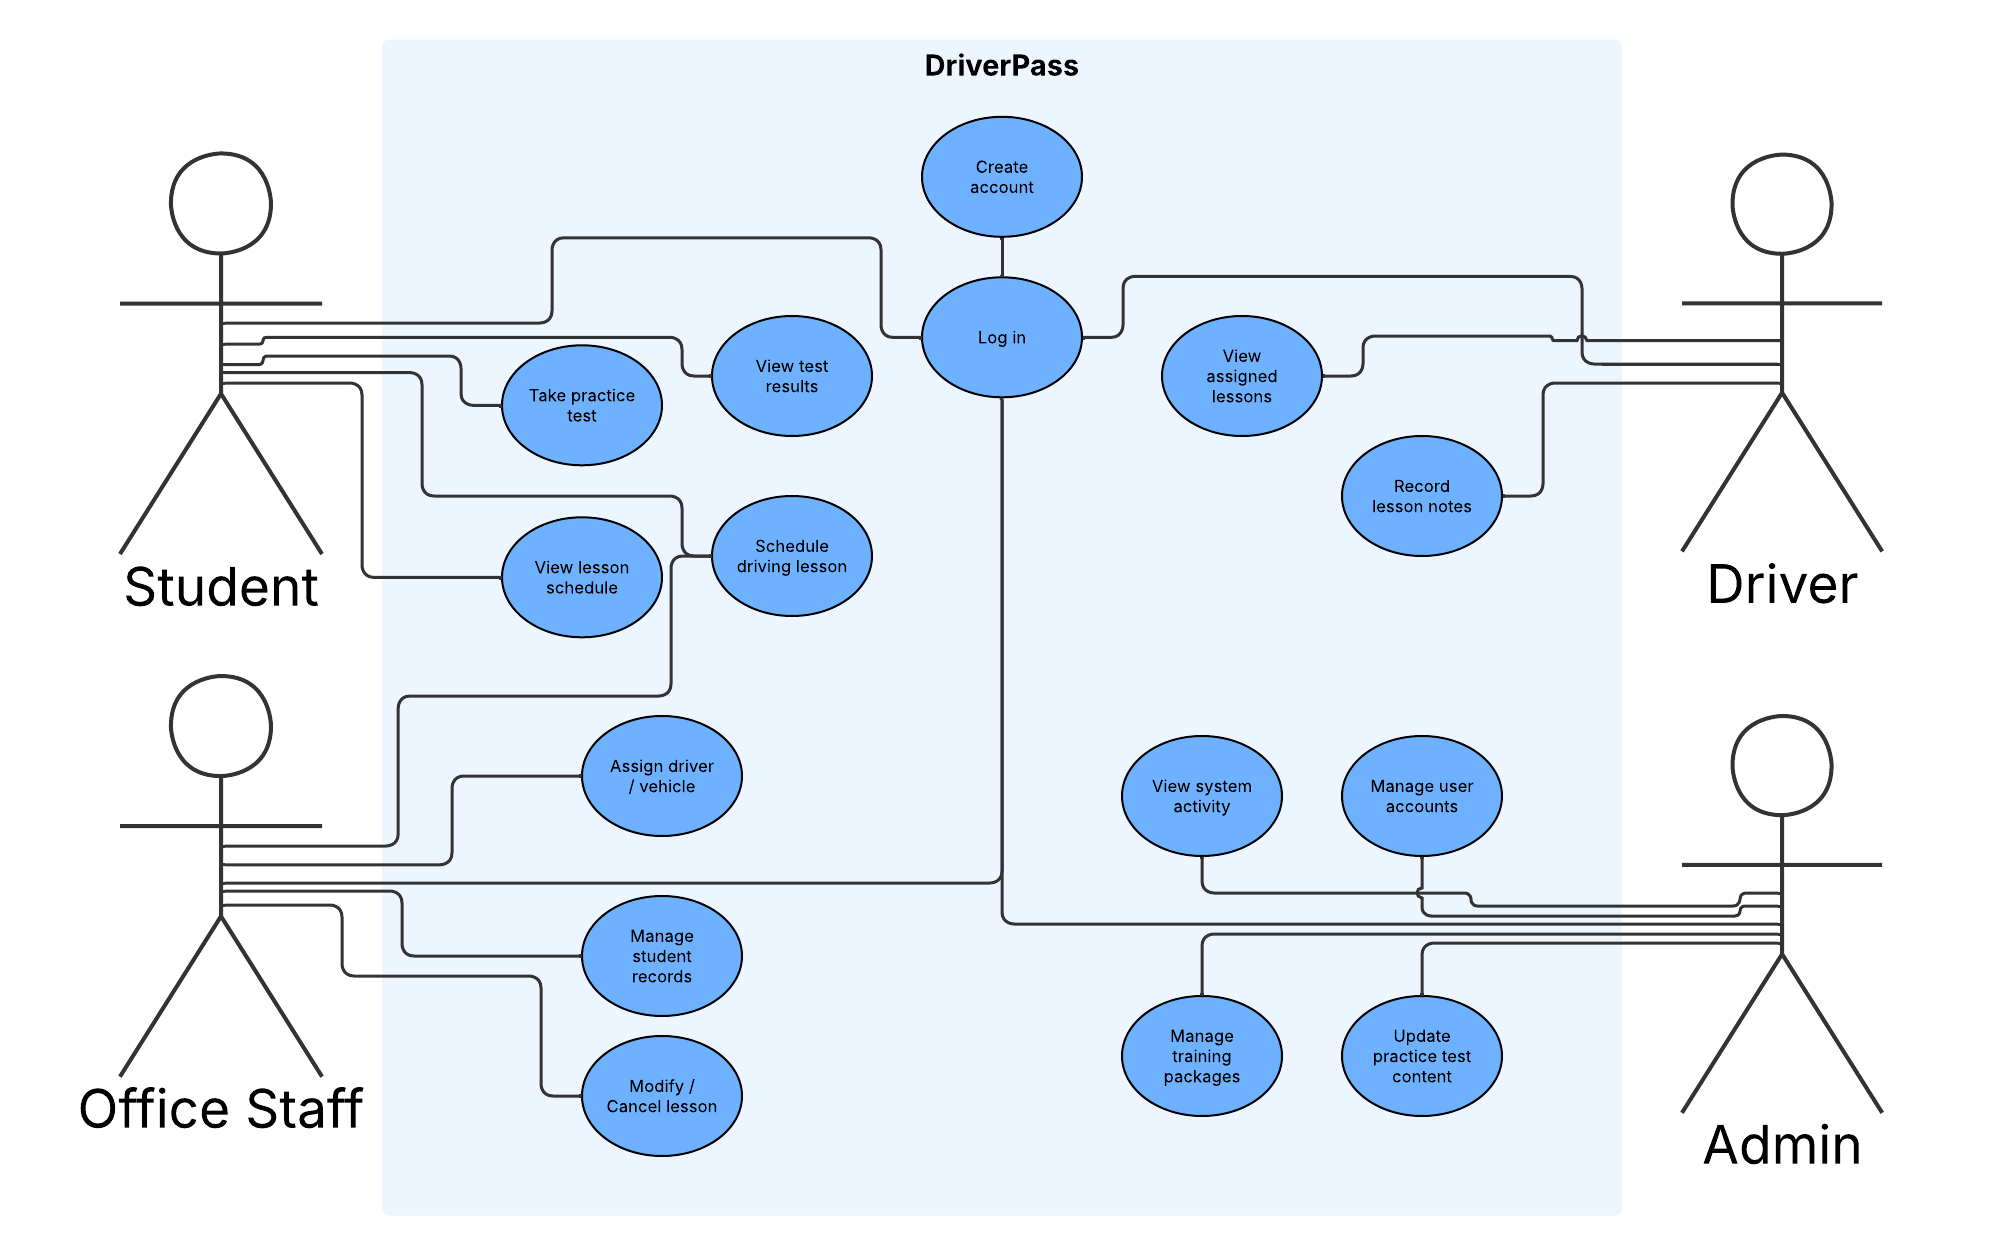 DriverPass
Create
account
Log in
View test
results
Take practice
test
View
assigned
lessons
Record
lesson notes
Schedule
driving lesson
View lesson
schedule
Student
Driver
Assign driver
/ vehicle
View system
activity
Manage user
accounts
Manage
student
records
Modify /
Cancel lesson
Manage
training
packages
Update
practice test
content
Office Staff
Admin